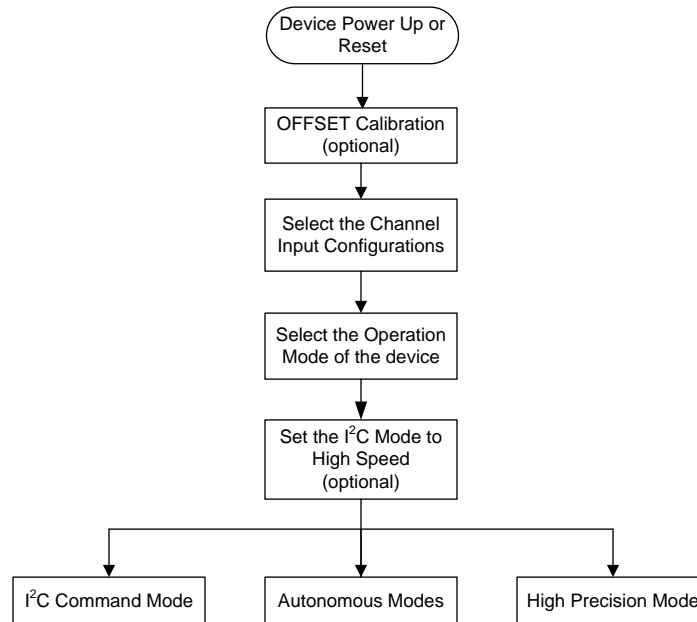 Device Power Up or
Reset
OFFSET Calibration
(optional)
Select the Channel
Input Configurations
Select the Operation
Mode of the device
Set the I²C Mode to
High Speed
(optional)
I²C Command Mode
Autonomous Modes
High Precision Mode